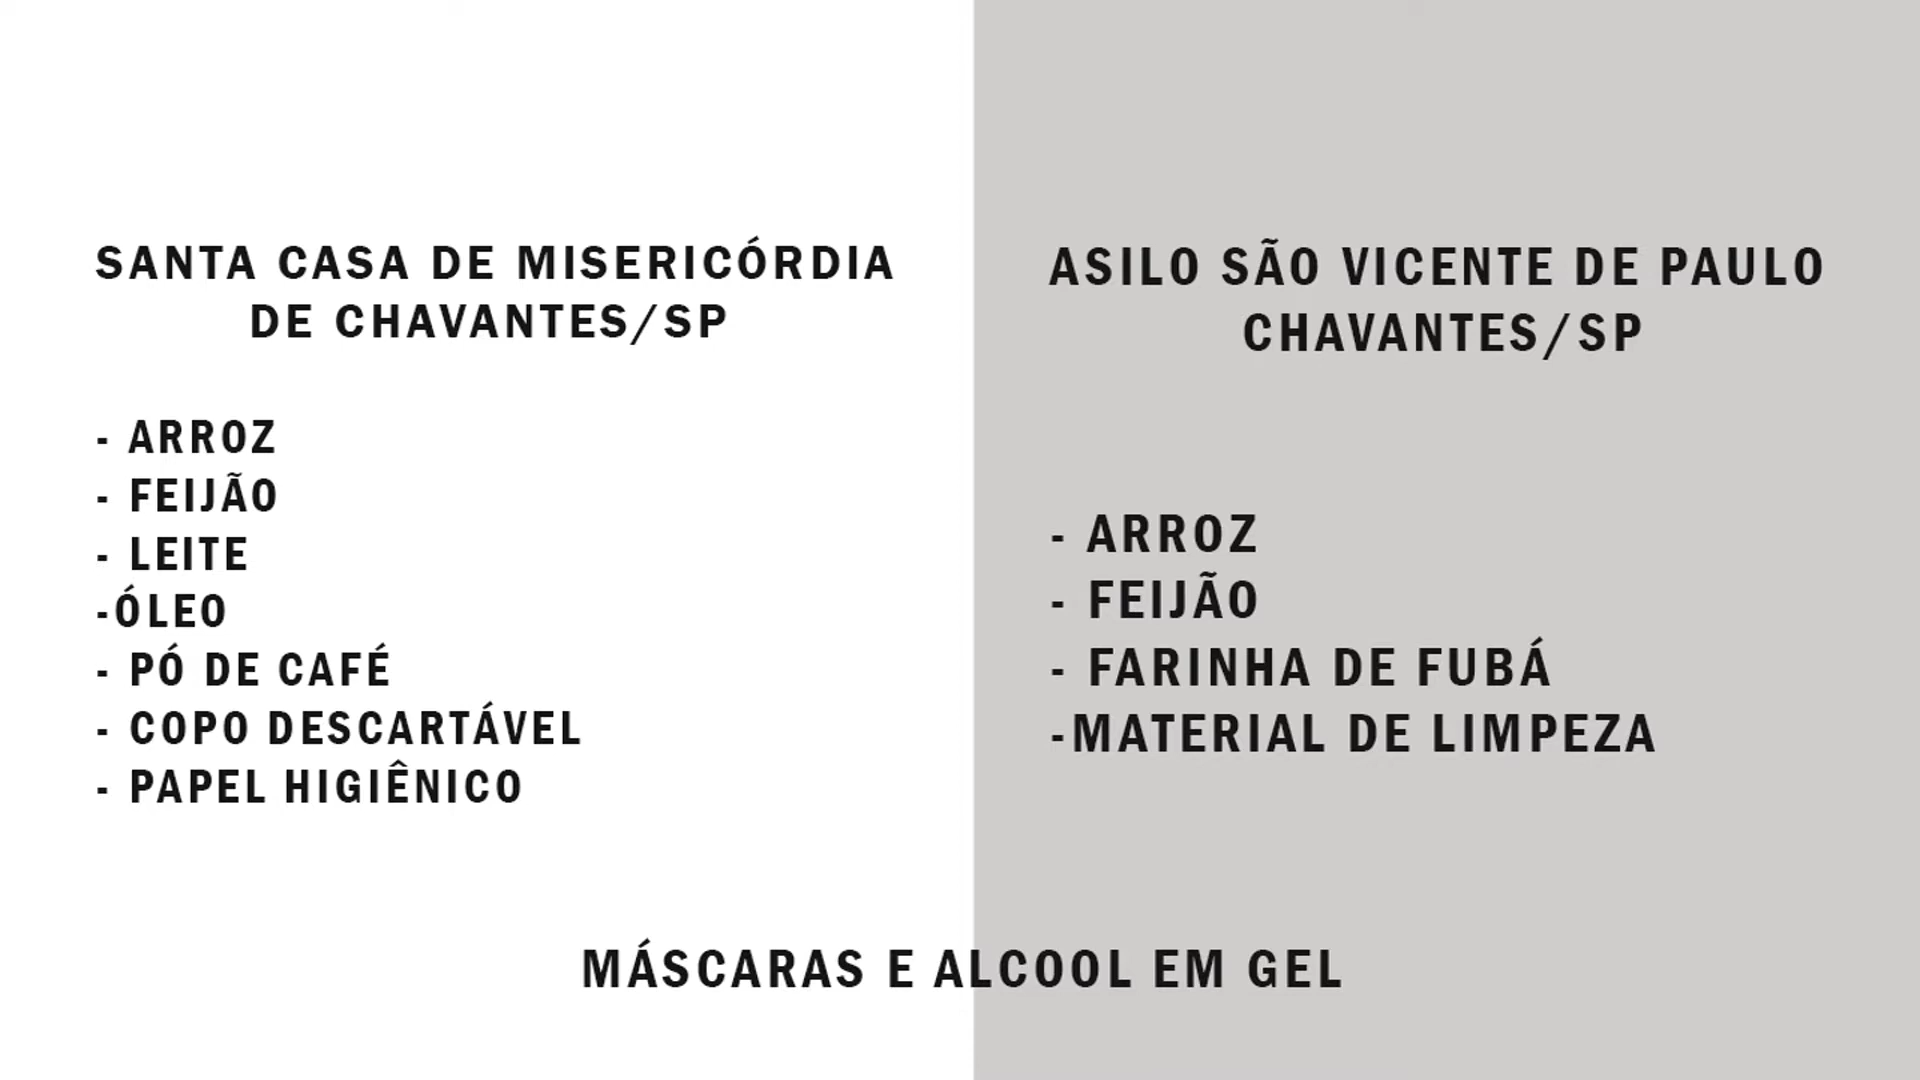 SANTA CASA DE MISERICÓRDIA
DE CHAVANTES/SP
- ARROZ
- FEIJÃO
- LEITE
-ÓLEO
- PÓ DE CAFÉ
- COPO DESCARTÁVEL
- PAPEL HIGIÊNICO
ASILO SÃO VICENTE DE PAULO
CHAVANTES/SP
- ARROZ
- FEIJÃO
- FARINHA DE FUBÁ
-MATERIAL DE LIMPEZA
MÁSCARAS E ALCOOL EM GEL